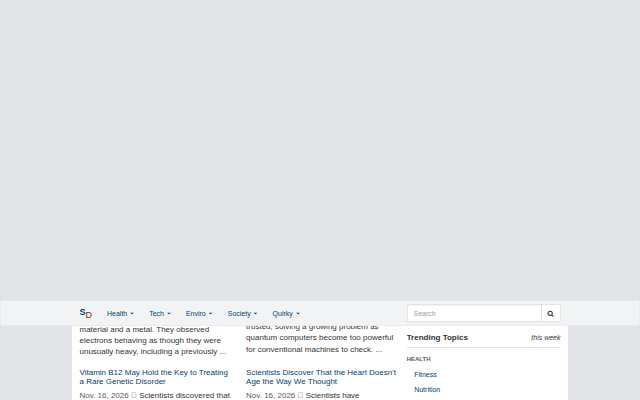 SD Health Tech Enviro Society Quirky Search
material and a metal. They observed
electrons behaving as though they were
unusually heavy, including a previously ...
Vitamin B12 May Hold the Key to Treating
a Rare Genetic Disorder
Nov. 16, 2026 Scientists discovered that
trusted, solving a growing problem as
quantum computers become too powerful
for conventional machines to check. ...
Scientists Discover That the Heart Doesn't
Age the Way We Thought
Nov. 16, 2026 Scientists have
Trending Topics this week
HEALTH
Fitness
Nutrition